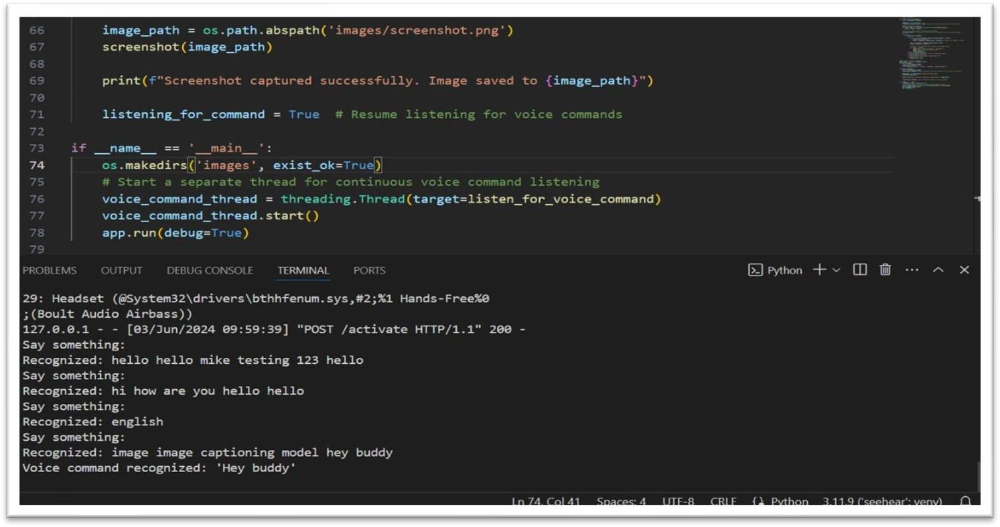 66 image_path = os.path.abspath('images/screenshot.png')
67 screenshot(image_path)
68
69 print(f"Screenshot captured successfully. Image saved to {image_path}")
70
71 listening_for_command = True  # Resume listening for voice commands
72
73 if __name__ == '__main__':
74 os.makedirs('images', exist_ok=True)
75 # Start a separate thread for continuous voice command listening
76 voice_command_thread = threading.Thread(target=listen_for_voice_command)
77 voice_command_thread.start()
78 app.run(debug=True)
79
PROBLEMS OUTPUT DEBUG CONSOLE TERMINAL PORTS Python
29: Headset (@System32\drivers\bthhfenum.sys,#2;%1 Hands-Free%0
;(Boult Audio Airbass))
127.0.0.1 - - [03/Jun/2024 09:59:39] "POST /activate HTTP/1.1" 200 -
Say something:
Recognized: hello hello mike testing 123 hello
Say something:
Recognized: hi how are you hello hello
Say something:
Recognized: english
Say something:
Recognized: image image captioning model hey buddy
Voice command recognized: 'Hey buddy'
Ln 74, Col 41 Spaces: 4 UTF-8 CRLF Python 3.11.9 ('seehear': venv)